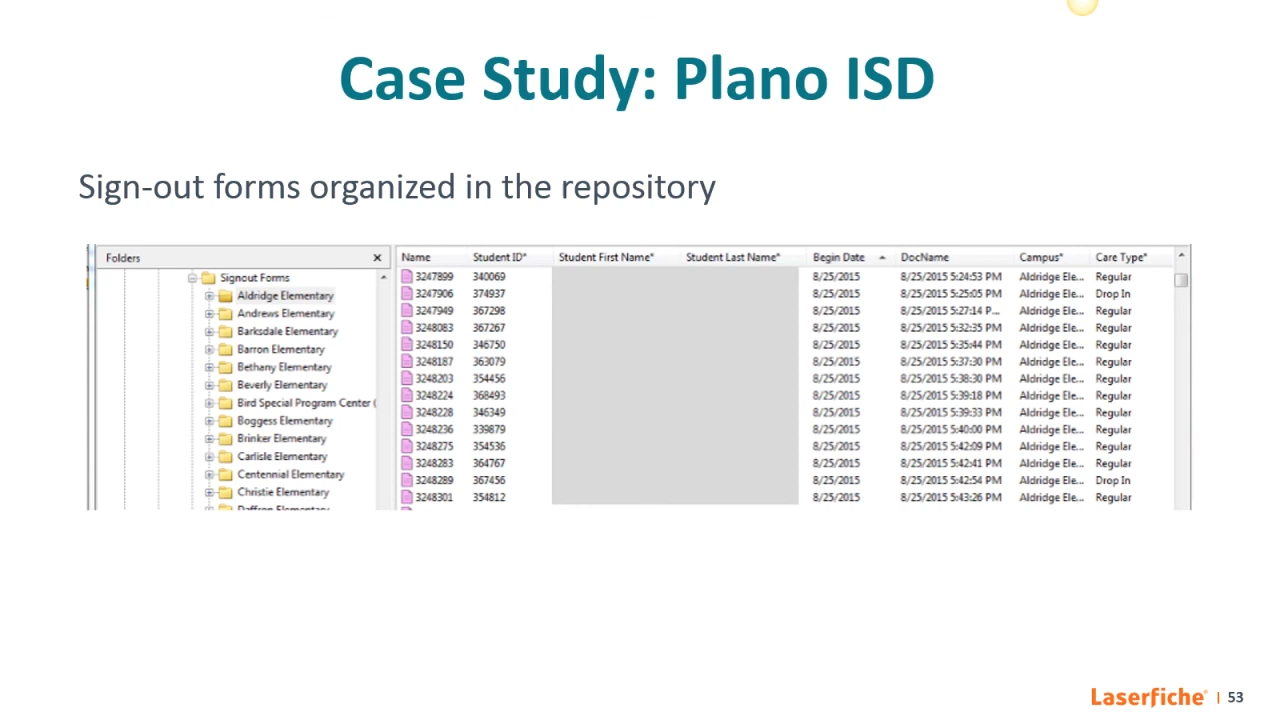 Case Study: Plano ISD
Sign-out forms organized in the repository
Folders
Signout Forms
Aldridge Elementary
Andrews Elementary
Barksdale Elementary
Barron Elementary
Bethany Elementary
Beverly Elementary
Bird Special Program Center (
Boggess Elementary
Brinker Elementary
Carlisle Elementary
Centennial Elementary
Christie Elementary
Daffron Elementary
Name Student ID* Student First Name* Student Last Name* Begin Date DocName Campus* Care Type*
3247899 340069 8/25/2015 8/25/2015 5:24:53 PM Aldridge Ele... Regular
3247906 374937 8/25/2015 8/25/2015 5:25:05 PM Aldridge Ele... Drop In
3247949 367298 8/25/2015 8/25/2015 5:27:14 P... Aldridge Ele... Regular
3248083 367267 8/25/2015 8/25/2015 5:32:35 PM Aldridge Ele... Regular
3248150 346750 8/25/2015 8/25/2015 5:35:44 PM Aldridge Ele... Regular
3248187 363079 8/25/2015 8/25/2015 5:37:30 PM Aldridge Ele... Regular
3248203 354456 8/25/2015 8/25/2015 5:38:30 PM Aldridge Ele... Regular
3248224 368493 8/25/2015 8/25/2015 5:39:18 PM Aldridge Ele... Regular
3248228 346349 8/25/2015 8/25/2015 5:39:33 PM Aldridge Ele... Regular
3248236 339879 8/25/2015 8/25/2015 5:40:00 PM Aldridge Ele... Regular
3248275 354536 8/25/2015 8/25/2015 5:42:09 PM Aldridge Ele... Regular
3248283 364767 8/25/2015 8/25/2015 5:42:41 PM Aldridge Ele... Regular
3248289 367456 8/25/2015 8/25/2015 5:42:54 PM Aldridge Ele... Drop In
3248301 354812 8/25/2015 8/25/2015 5:43:26 PM Aldridge Ele... Regular
Laserfiche® | 53